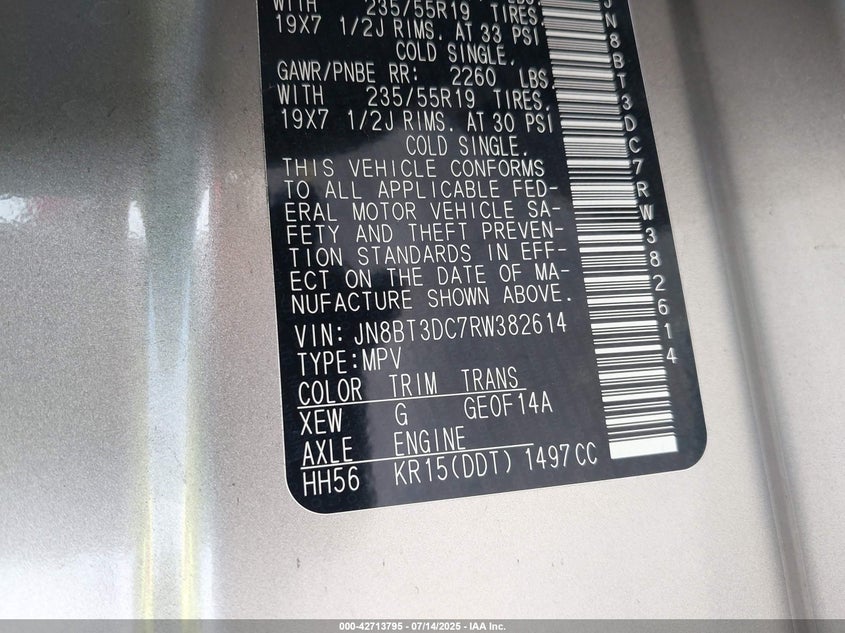 WITH 235/55R19 TIRES,
19X7 1/2J RIMS. AT 33 PSI
COLD SINGLE.
GAWR/PNBE RR: 2260 LBS.
WITH 235/55R19 TIRES,
19X7 1/2J RIMS. AT 30 PSI
COLD SINGLE.
THIS VEHICLE CONFORMS
TO ALL APPLICABLE FED-
ERAL MOTOR VEHICLE SA-
FETY AND THEFT PREVEN-
TION STANDARDS IN EFF-
ECT ON THE DATE OF MA-
NUFACTURE SHOWN ABOVE.
VIN: JN8BT3DC7RW382614
TYPE:MPV
COLOR TRIM TRANS
XEW G GE0F14A
AXLE ENGINE
HH56 KR15(DDT) 1497CC
JN8BT3DC7RW382614
000-42713795 - 07/14/2025 - IAA Inc.